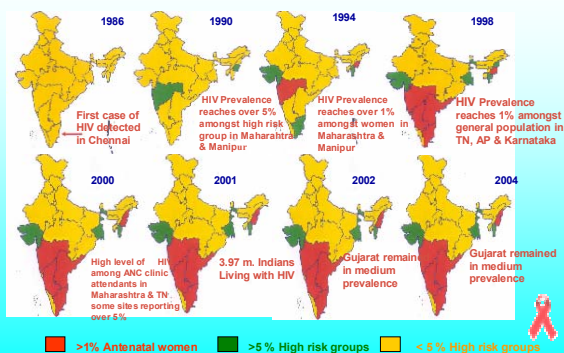 1986
1990
1994
1998
First case of
HIV detected
in Chennai
HIV Prevalence
reaches over 5%
amongst high risk
group in Maharahtra
& Manipur
HIV Prevalence
reaches over 1%
amongst women in
Maharashtra &
Manipur
HIV Prevalence
reaches 1% amongst
general population in
TN, AP & Karnataka
2000
2001
2002
2004
High level of HI
among ANC clinic
attendants in
Maharashtra & TN
some sites reporting
over 5%
3.97 m. Indians
Living with HIV
Gujarat remained
in medium
prevalence
Gujarat remained
in medium
prevalence
>1% Antenatal women
>5 % High risk groups
< 5 % High risk groups